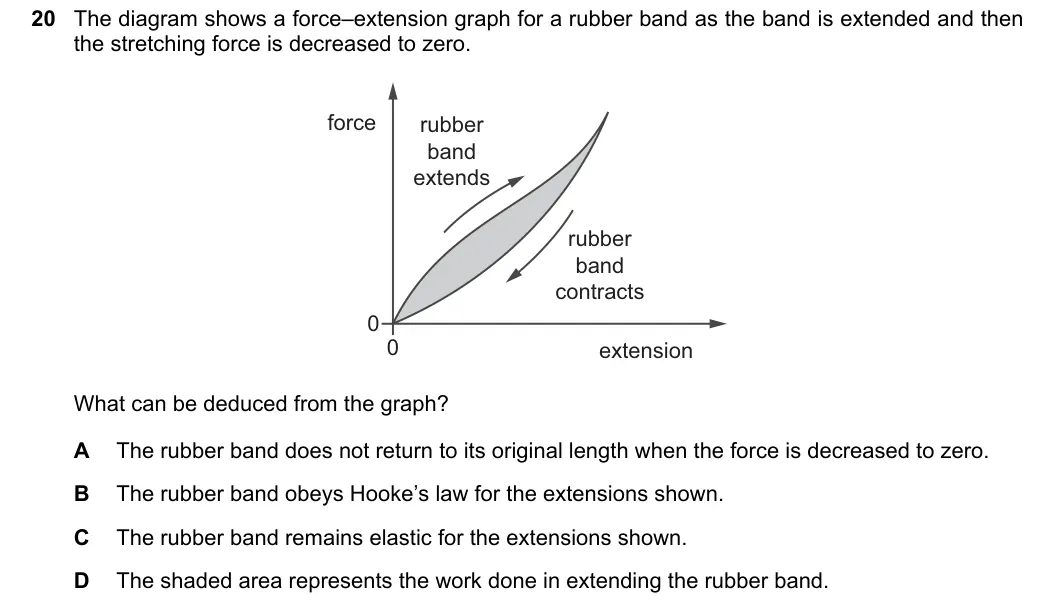 20 The diagram shows a force–extension graph for a rubber band as the band is extended and then
the stretching force is decreased to zero.
force
rubber
band
extends
rubber
band
contracts
0
0
extension
What can be deduced from the graph?
A The rubber band does not return to its original length when the force is decreased to zero.
B The rubber band obeys Hooke’s law for the extensions shown.
C The rubber band remains elastic for the extensions shown.
D The shaded area represents the work done in extending the rubber band.